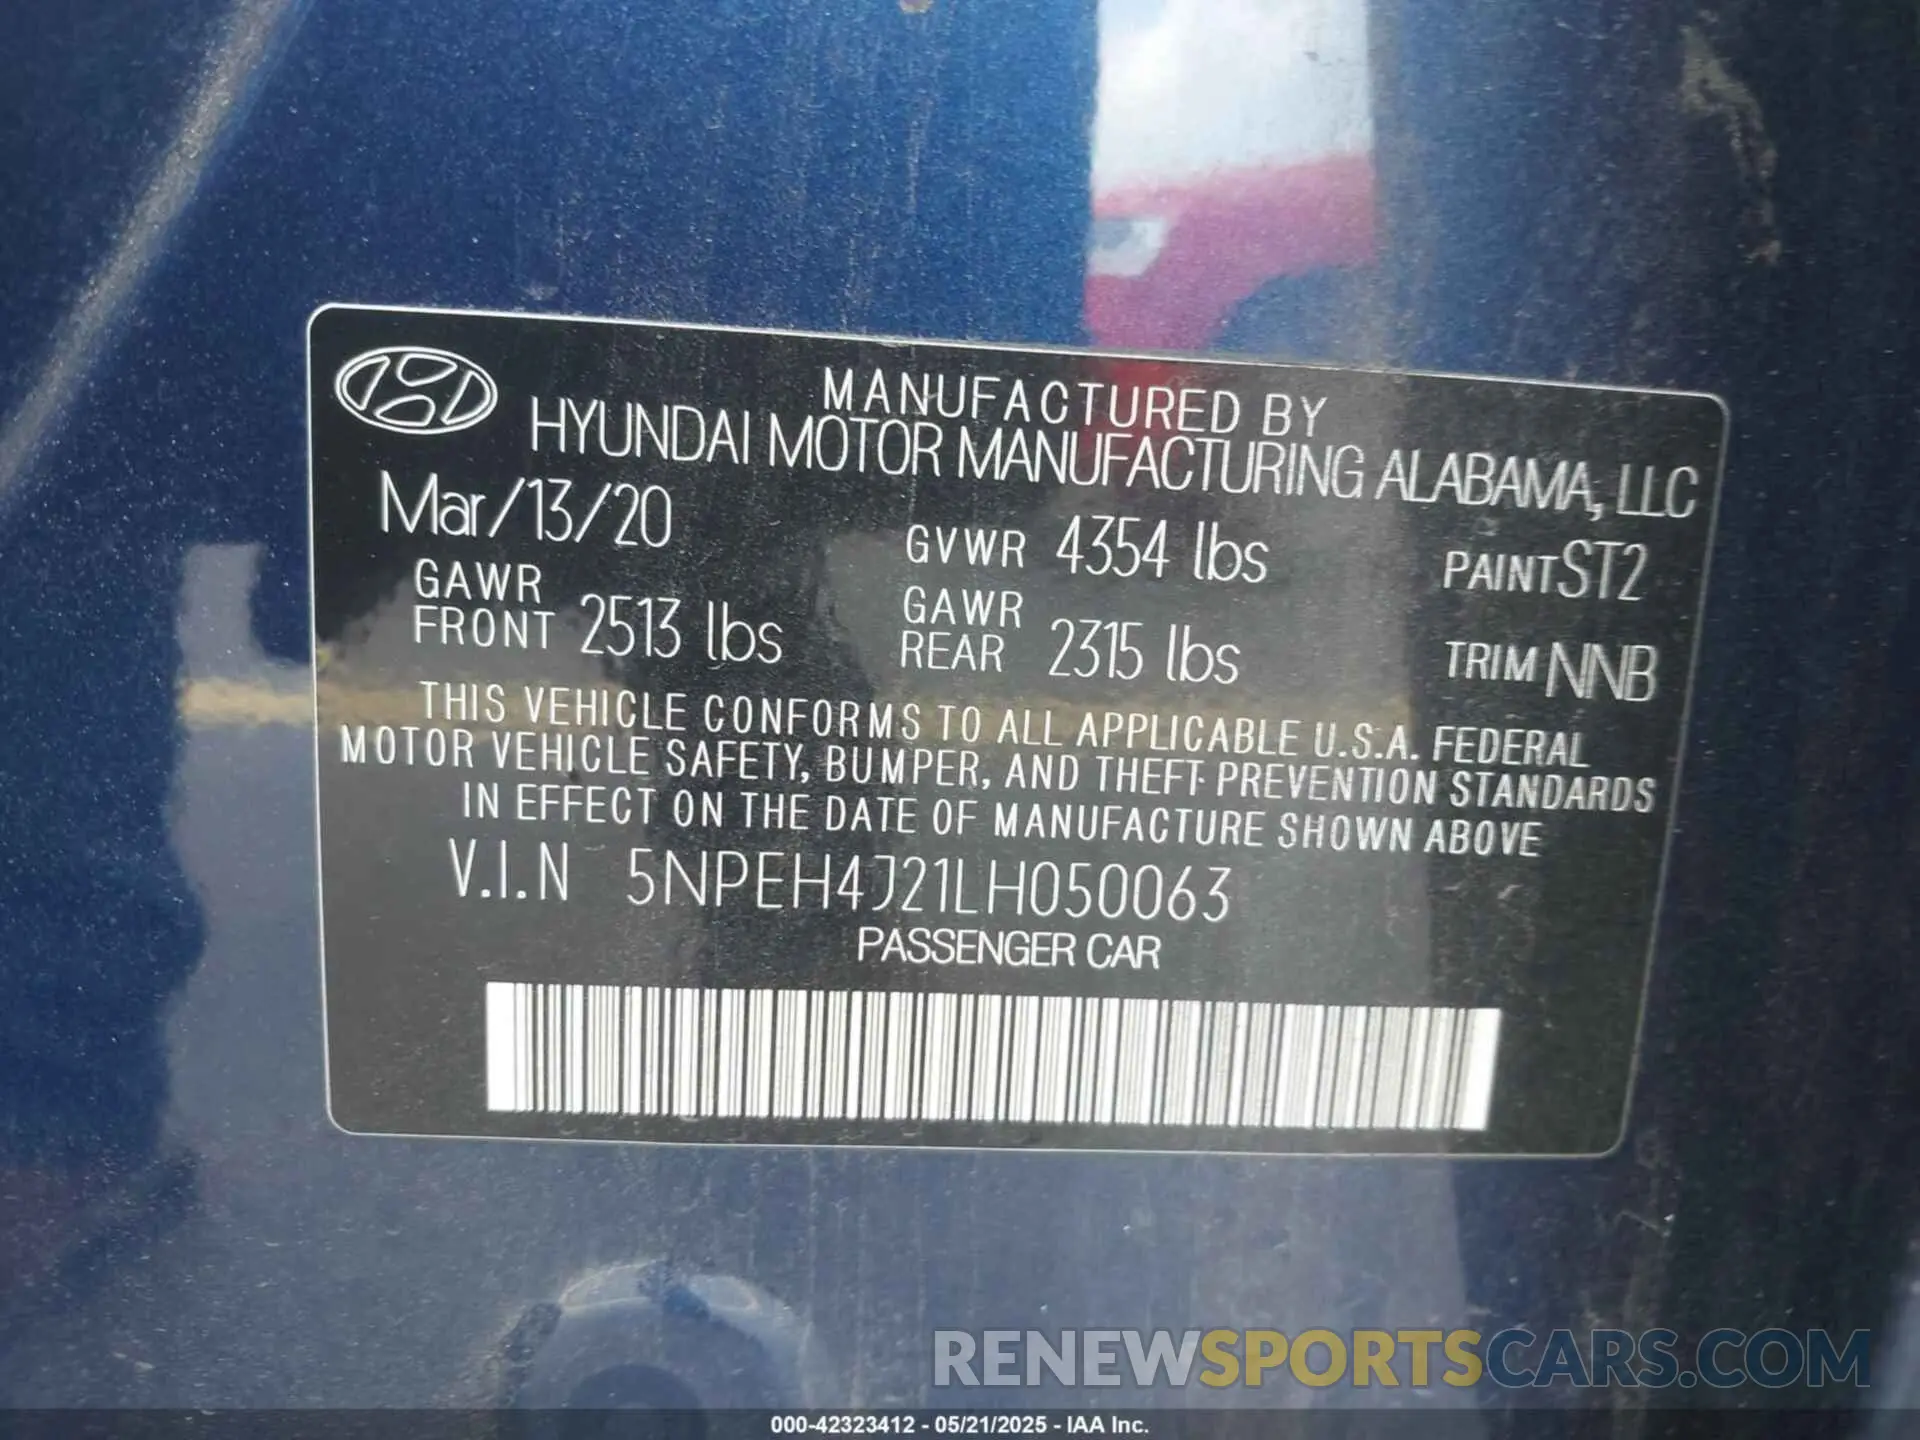 MANUFACTURED BY
HYUNDAI MOTOR MANUFACTURING ALABAMA, LLC
Mar/13/20 GVWR 4354 lbs PAINT ST2
GAWR FRONT 2513 lbs GAWR REAR 2315 lbs TRIM NNB
THIS VEHICLE CONFORMS TO ALL APPLICABLE U.S.A. FEDERAL
MOTOR VEHICLE SAFETY, BUMPER, AND THEFT PREVENTION STANDARDS
IN EFFECT ON THE DATE OF MANUFACTURE SHOWN ABOVE
V.I.N 5NPEH4J21LH050063
PASSENGER CAR
RENEWSPORTSCARS.COM
000-42323412 - 05/21/2025 - IAA Inc.